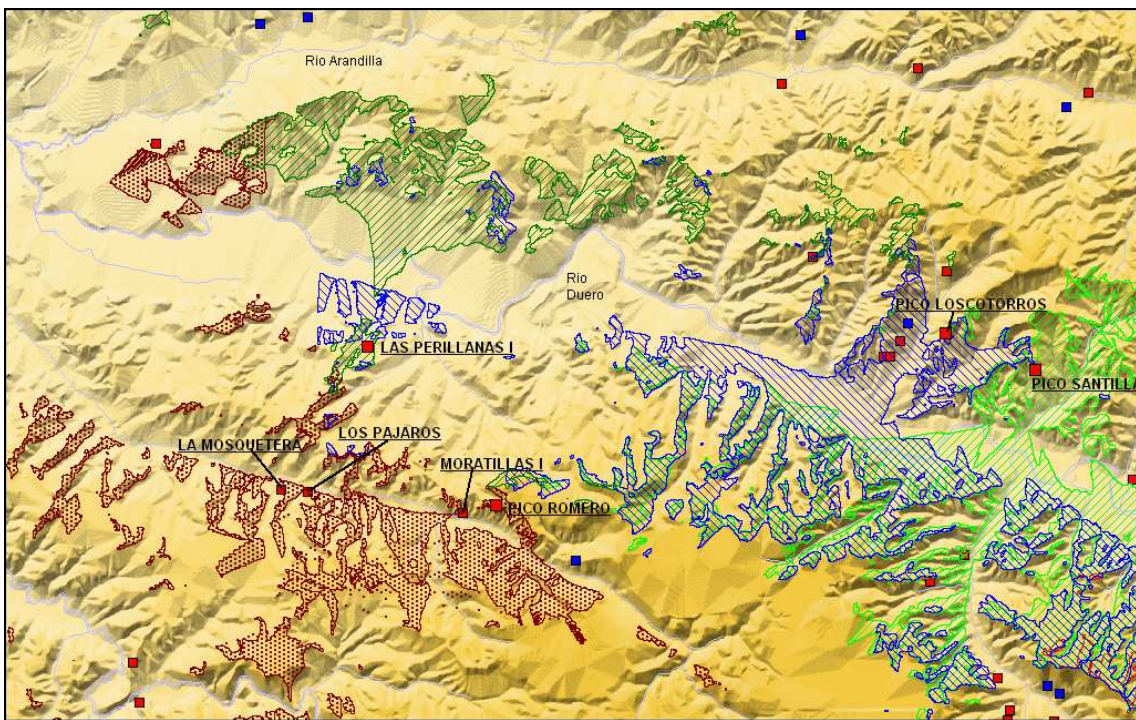 Rio Arandilla
Rio
Duero
PICO LOSCOTORROS
LAS PERILLANAS I
PICO SANTILLA
LOS PAJAROS
LA MOSQUETERA
MORATILLAS I
PICO ROMERO